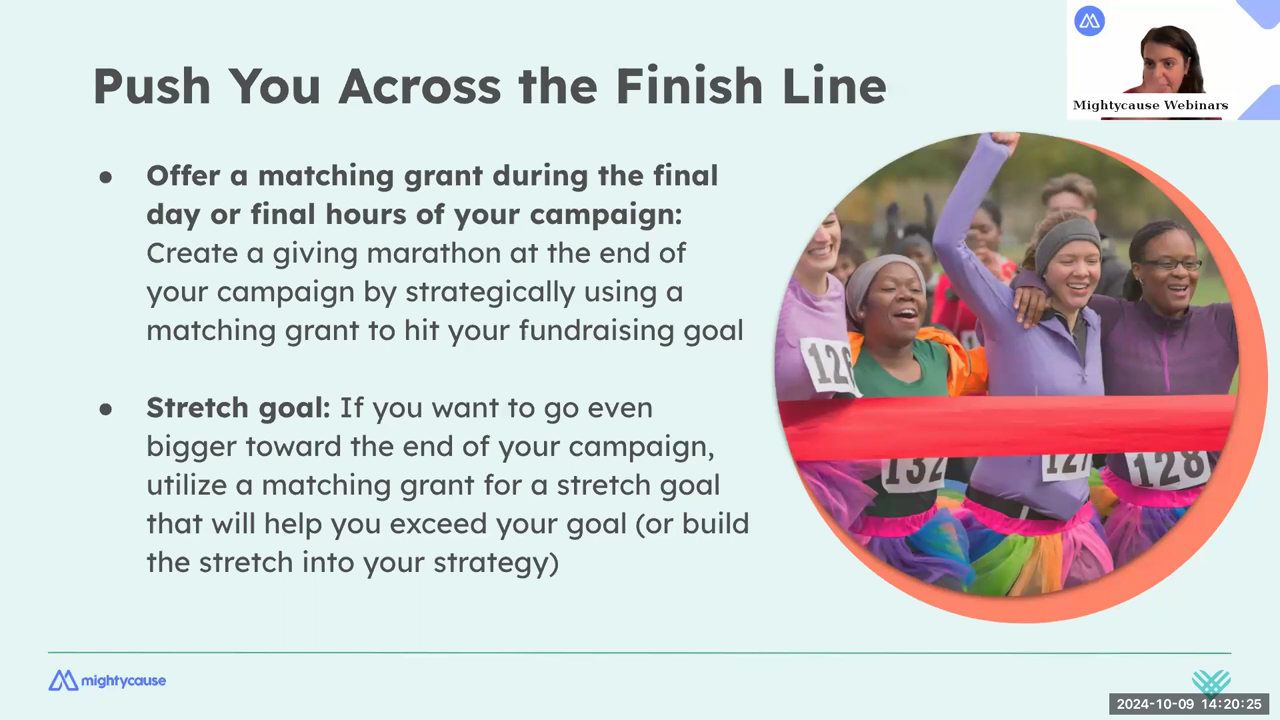 Push You Across the Finish Line
Mightycause Webinars
● Offer a matching grant during the final
day or final hours of your campaign:
Create a giving marathon at the end of
your campaign by strategically using a
matching grant to hit your fundraising goal
● Stretch goal: If you want to go even
bigger toward the end of your campaign,
utilize a matching grant for a stretch goal
that will help you exceed your goal (or build
the stretch into your strategy)
126
132
127
128
mightycause
2024-10-09 14:20:25